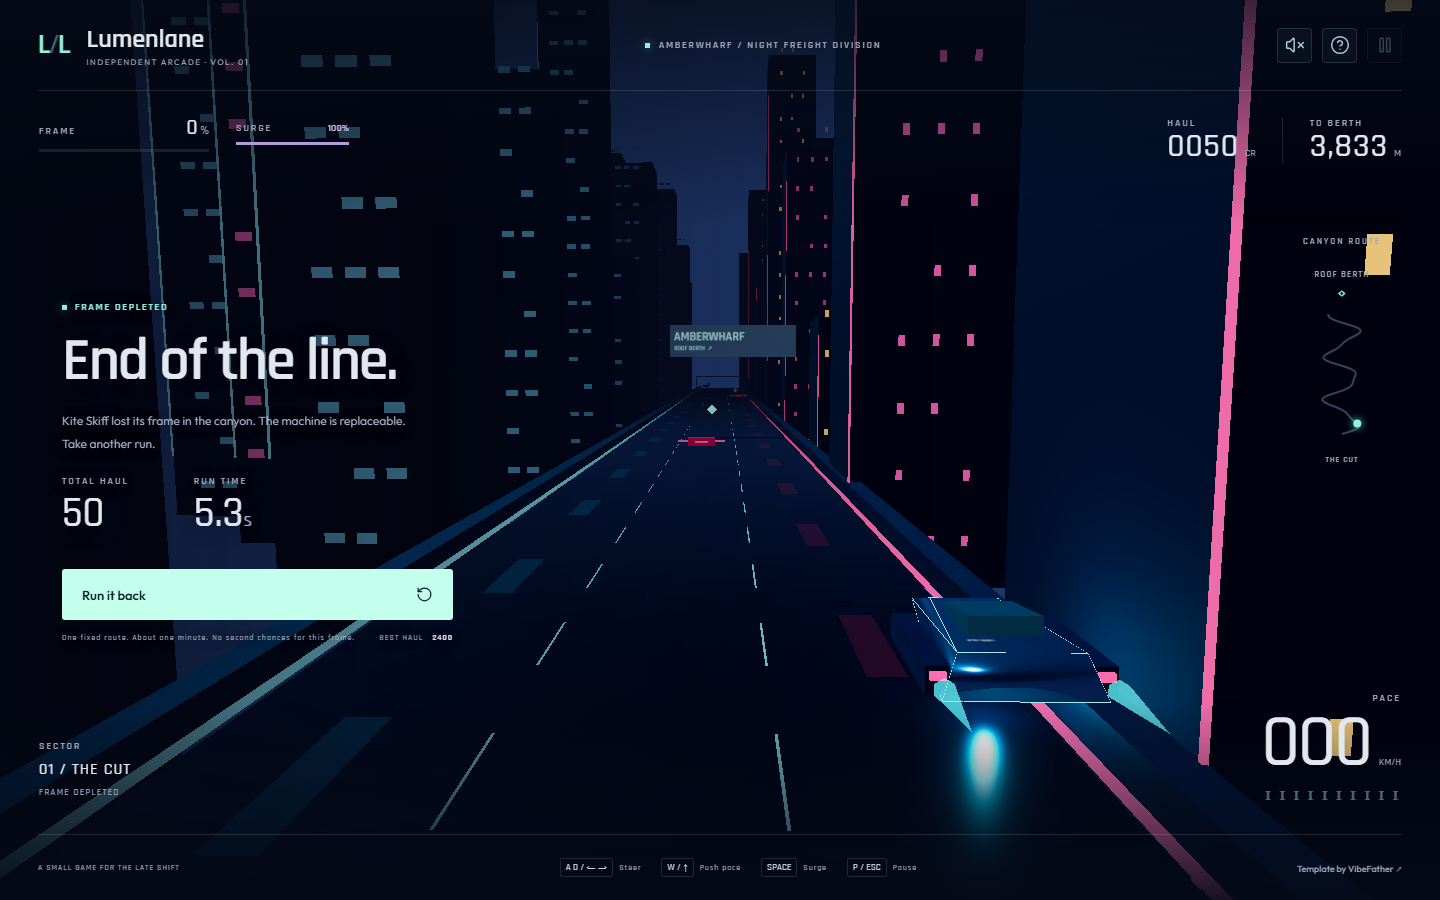 L/L
Lumenlane
INDEPENDENT ARCADE · VOL. 01
AMBERWHARF / NIGHT FREIGHT DIVISION
FRAME
0 %
SURGE
100%
HAUL
0050 CR
TO BERTH
3,833 M
CANYON ROUTE
ROOF BERTH
THE CUT
AMBERWHARF
ROOF BERTH ↗
FRAME DEPLETED
End of the line.
Kite Skiff lost its frame in the canyon. The machine is replaceable.
Take another run.
TOTAL HAUL
50
RUN TIME
5.3s
Run it back
One fixed route. About one minute. No second chances for this frame.
BEST HAUL 2400
SECTOR
01 / THE CUT
FRAME DEPLETED
PACE
000 KM/H
A SMALL GAME FOR THE LATE SHIFT
A D / ← → Steer
W / ↑ Push pace
SPACE Surge
P / ESC Pause
Template by VibeFather ↗